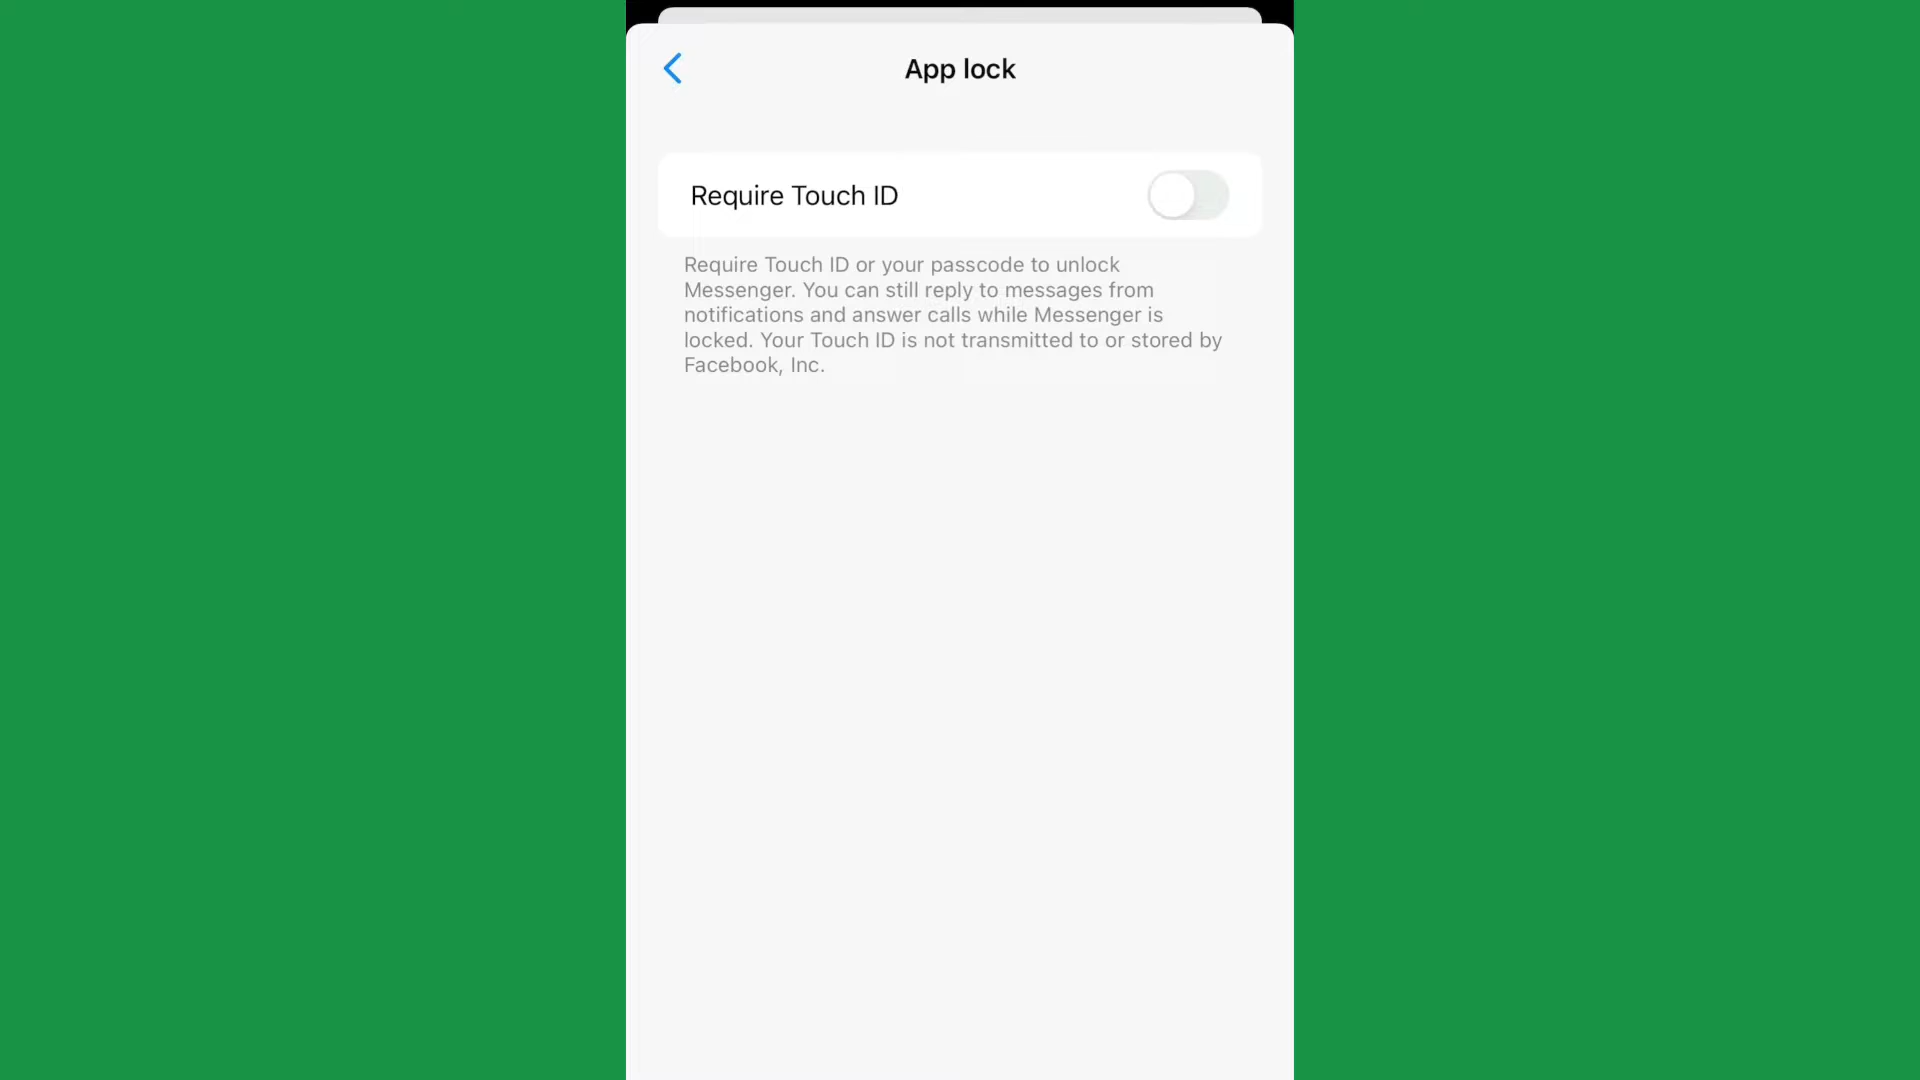 App lock
Require Touch ID
Require Touch ID or your passcode to unlock
Messenger. You can still reply to messages from
notifications and answer calls while Messenger is
locked. Your Touch ID is not transmitted to or stored by
Facebook, Inc.